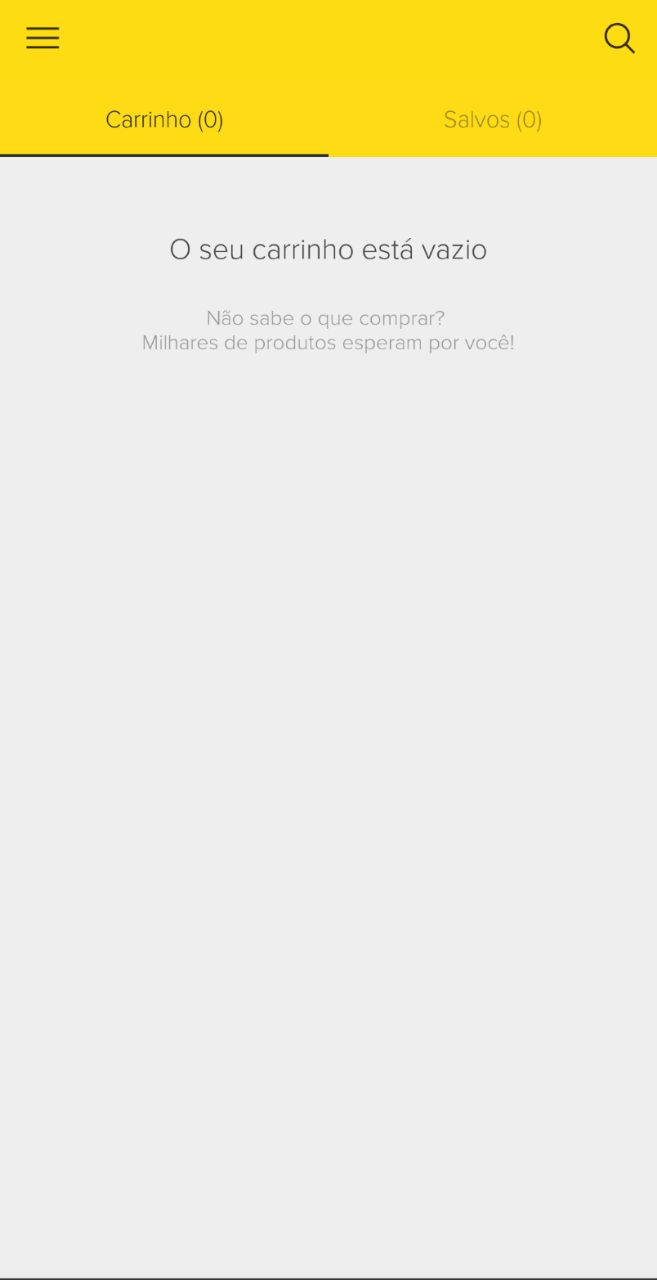 Carrinho (0)
Salvos (0)
O seu carrinho está vazio
Não sabe o que comprar?
Milhares de produtos esperam por você!